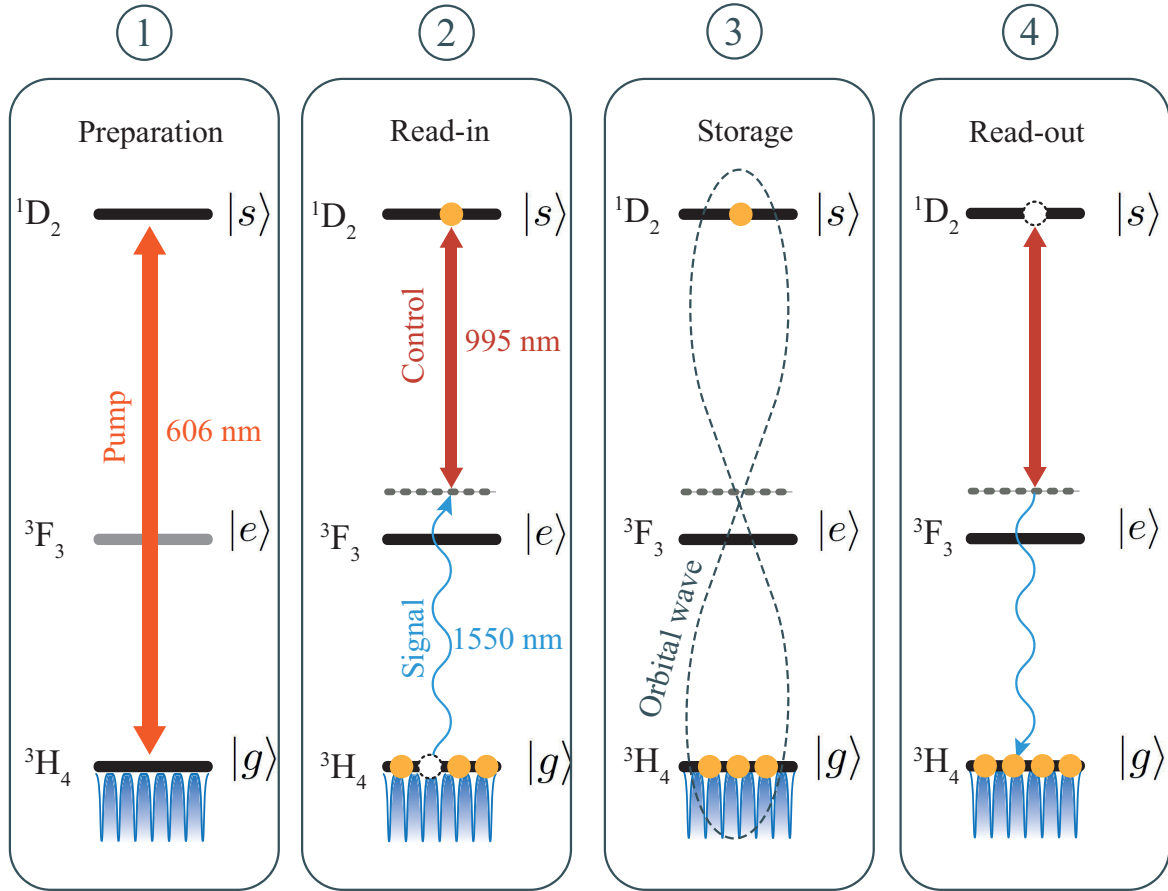 1
Preparation
¹D₂
|s⟩
Pump
606 nm
³F₃
|e⟩
³H₄
|g⟩
2
Read-in
¹D₂
|s⟩
Control
995 nm
³F₃
|e⟩
Signal
1550 nm
³H₄
|g⟩
3
Storage
¹D₂
|s⟩
³F₃
|e⟩
Orbital wave
³H₄
|g⟩
4
Read-out
¹D₂
|s⟩
³F₃
|e⟩
³H₄
|g⟩